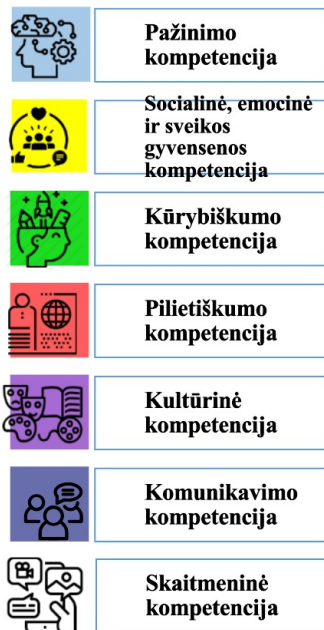 Pažinimo
kompetencija
Socialinė, emocinė
ir sveikos
gyvensenos
kompetencija
Kūrybiškumo
kompetencija
Pilietiškumo
kompetencija
Kultūrinė
kompetencija
Komunikavimo
kompetencija
Skaitmeninė
kompetencija